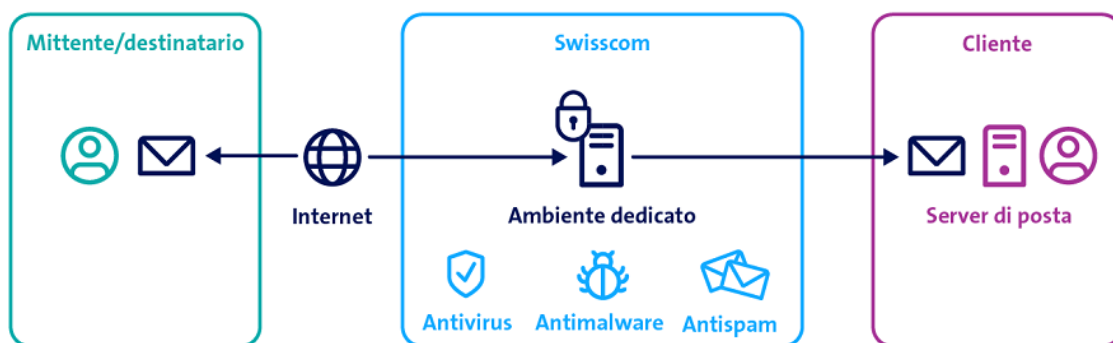 Mittente/destinatario
Swisscom
Cliente
Internet
Ambiente dedicato
Server di posta
Antivirus
Antimalware
Antispam